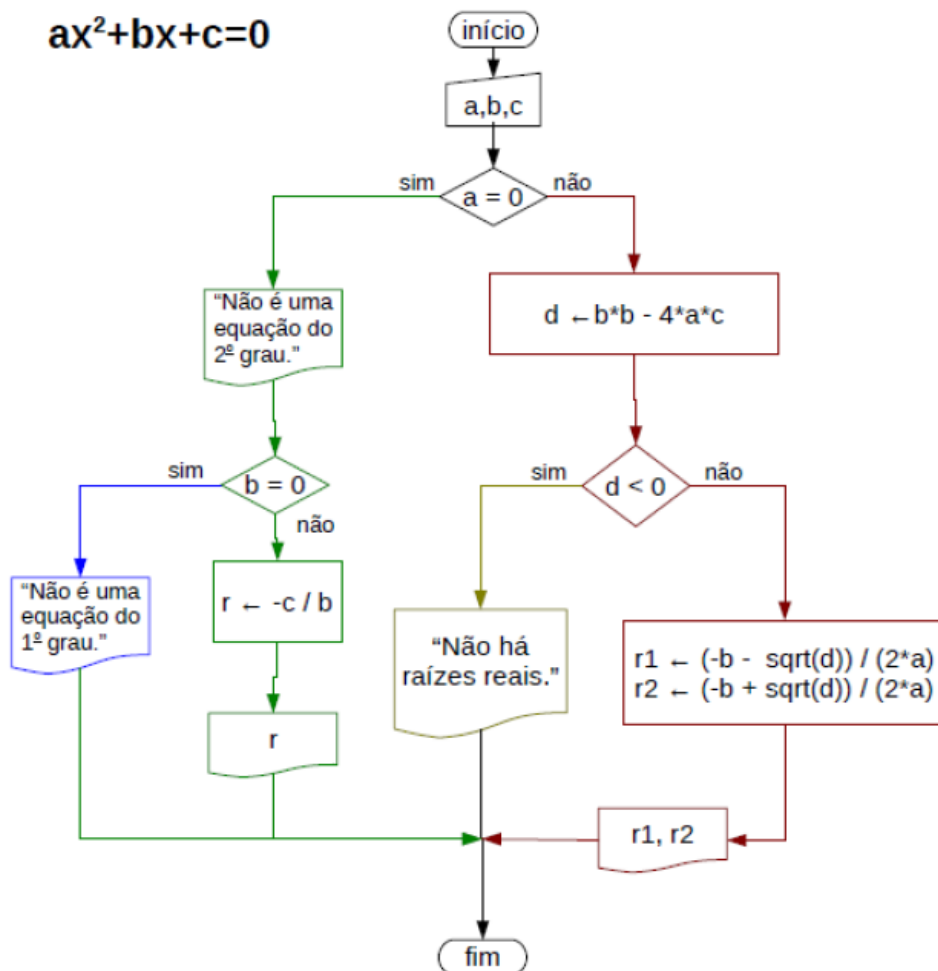 ax²+bx+c=0
início
a,b,c
sim
não
a = 0
“Não é uma
equação do
2º grau.”
d ←b*b - 4*a*c
sim
b = 0
não
sim
d < 0
não
“Não é uma
equação do
1º grau.”
r ← -c / b
“Não há
raízes reais.”
r1 ← (-b - sqrt(d)) / (2*a)
r2 ← (-b + sqrt(d)) / (2*a)
r
r1, r2
fim